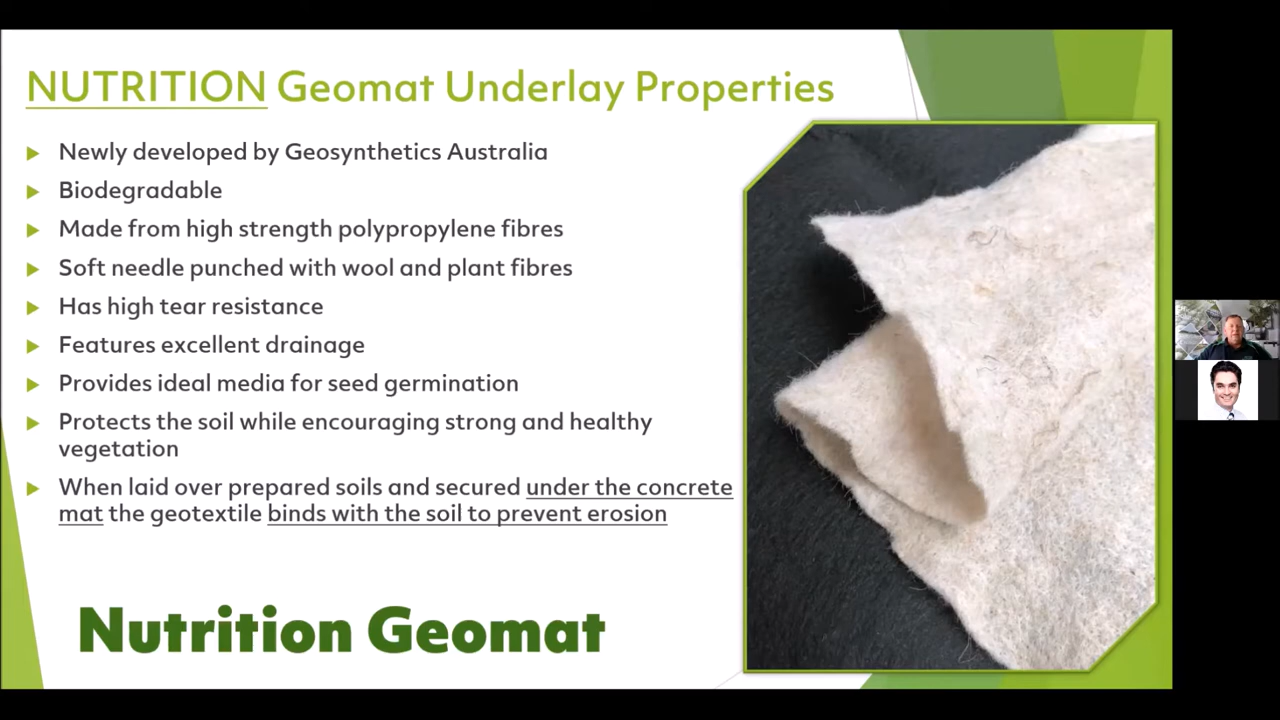 NUTRITION Geomat Underlay Properties
Newly developed by Geosynthetics Australia
Biodegradable
Made from high strength polypropylene fibres
Soft needle punched with wool and plant fibres
Has high tear resistance
Features excellent drainage
Provides ideal media for seed germination
Protects the soil while encouraging strong and healthy
vegetation
When laid over prepared soils and secured under the concrete
mat the geotextile binds with the soil to prevent erosion
Nutrition Geomat